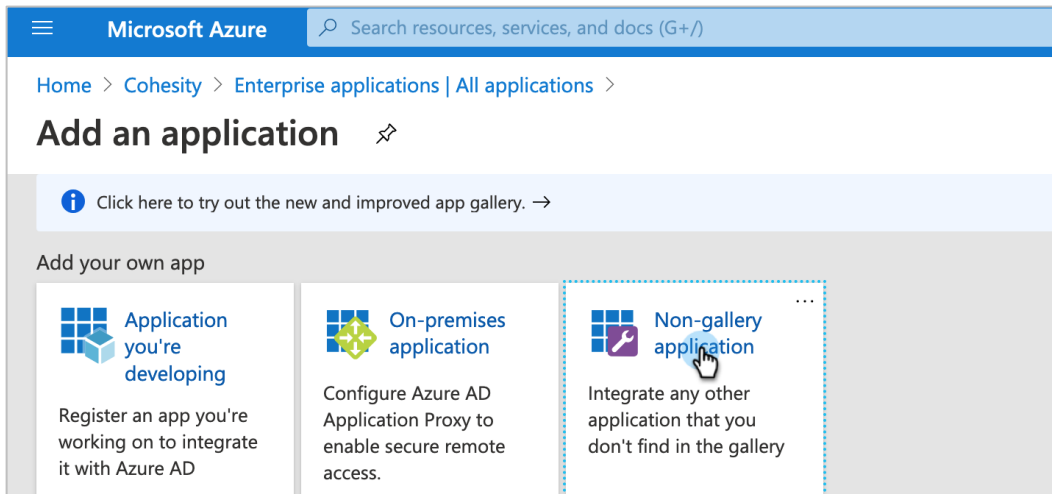 Microsoft Azure
Search resources, services, and docs (G+/)
Home > Cohesity > Enterprise applications | All applications >
Add an application
Click here to try out the new and improved app gallery. →
Add your own app
Application
you're
developing
Register an app you're
working on to integrate
it with Azure AD
On-premises
application
Configure Azure AD
Application Proxy to
enable secure remote
access.
...
Non-gallery
application
Integrate any other
application that you
don't find in the gallery